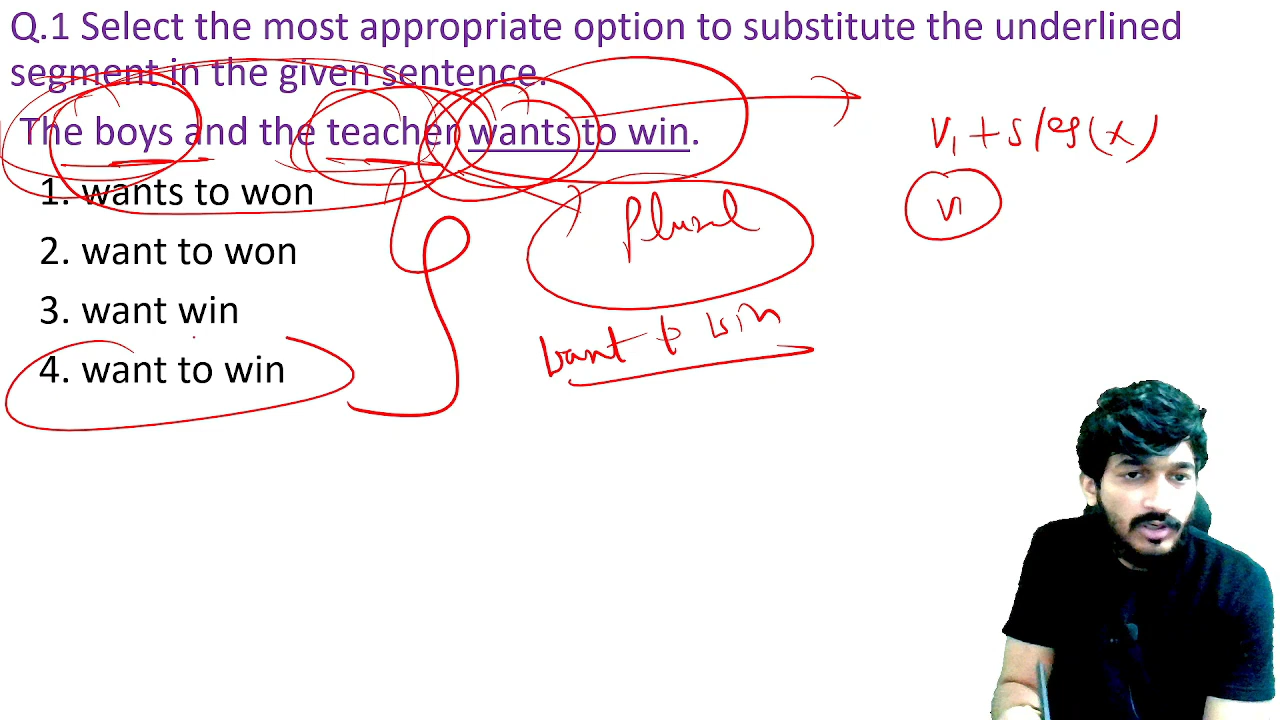 Q.1 Select the most appropriate option to substitute the underlined
segment in the given sentence.
The boys and the teacher wants to win.
1. wants to won
2. want to won
3. want win
4. want to win
V₁ + s/es (x)
V₁
Plural
want to win